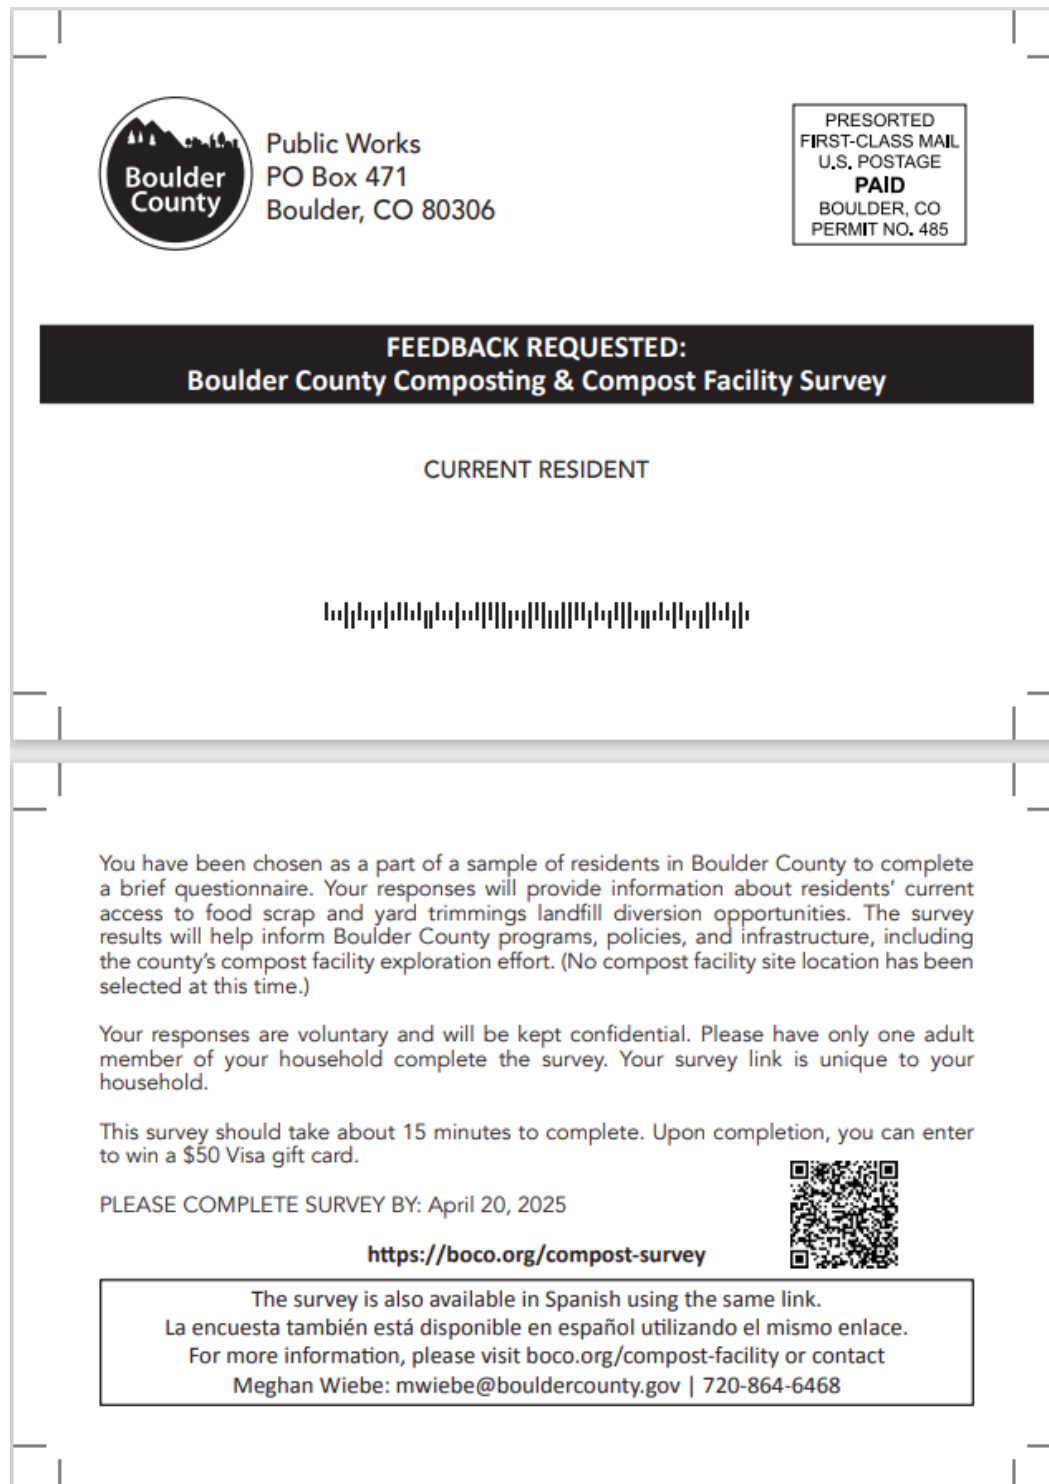 Boulder
County
Public Works
PO Box 471
Boulder, CO 80306
PRESORTED
FIRST-CLASS MAIL
U.S. POSTAGE
PAID
BOULDER, CO
PERMIT NO. 485
FEEDBACK REQUESTED:
Boulder County Composting & Compost Facility Survey
CURRENT RESIDENT
You have been chosen as a part of a sample of residents in Boulder County to complete
a brief questionnaire. Your responses will provide information about residents' current
access to food scrap and yard trimmings landfill diversion opportunities. The survey
results will help inform Boulder County programs, policies, and infrastructure, including
the county's compost facility exploration effort. (No compost facility site location has been
selected at this time.)
Your responses are voluntary and will be kept confidential. Please have only one adult
member of your household complete the survey. Your survey link is unique to your
household.
This survey should take about 15 minutes to complete. Upon completion, you can enter
to win a $50 Visa gift card.
PLEASE COMPLETE SURVEY BY: April 20, 2025
https://boco.org/compost-survey
The survey is also available in Spanish using the same link.
La encuesta también está disponible en español utilizando el mismo enlace.
For more information, please visit boco.org/compost-facility or contact
Meghan Wiebe: mwiebe@bouldercounty.gov | 720-864-6468